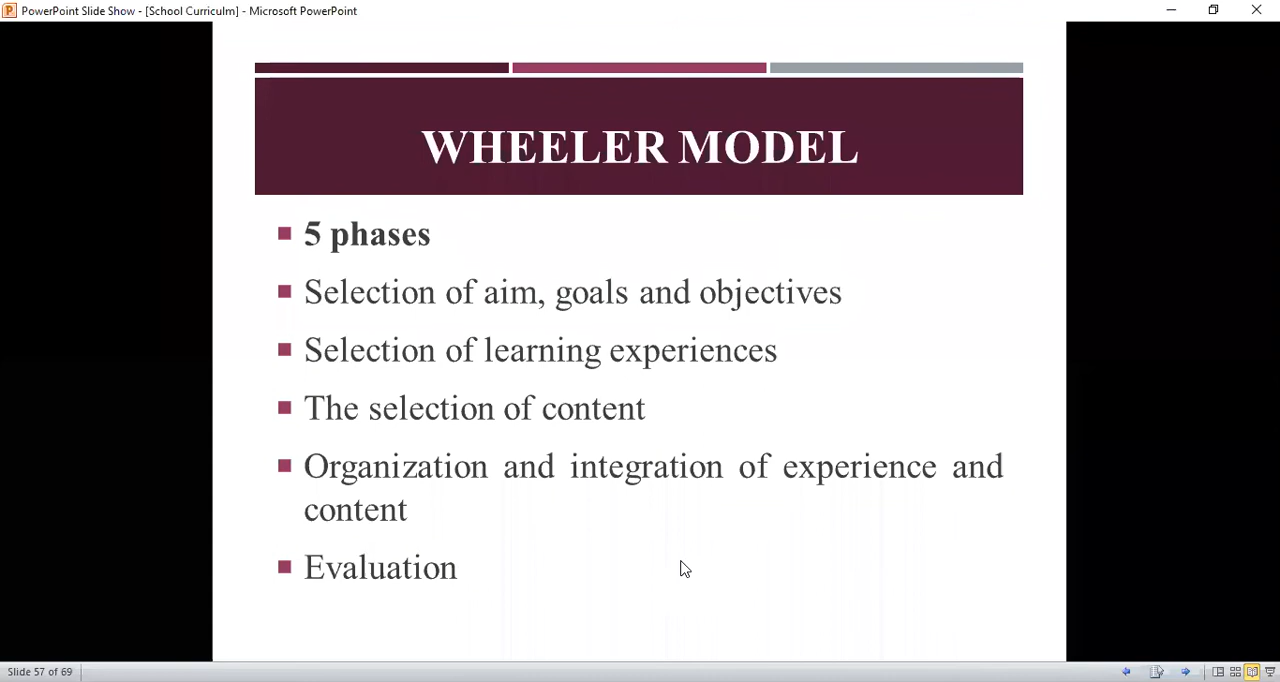 PowerPoint Slide Show - [School Curriculm] - Microsoft PowerPoint
WHEELER MODEL
5 phases
Selection of aim, goals and objectives
Selection of learning experiences
The selection of content
Organization and integration of experience and
content
Evaluation
Slide 57 of 69